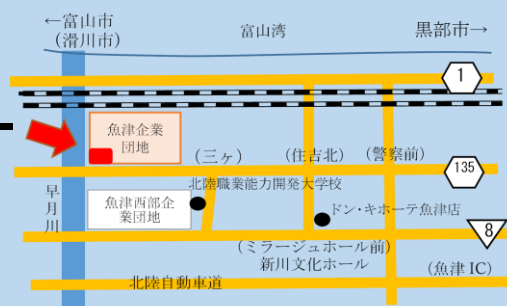 ←富山市
(滑川市)
富山湾
黒部市→
1
魚津企業
団地
(三ヶ)
(住吉北)
(警察前)
135
北陸職業能力開発大学校
早月川
魚津西部企
業団地
ドン・キホーテ魚津店
8
(ミラージュホール前)
新川文化ホール
(魚津 IC)
北陸自動車道